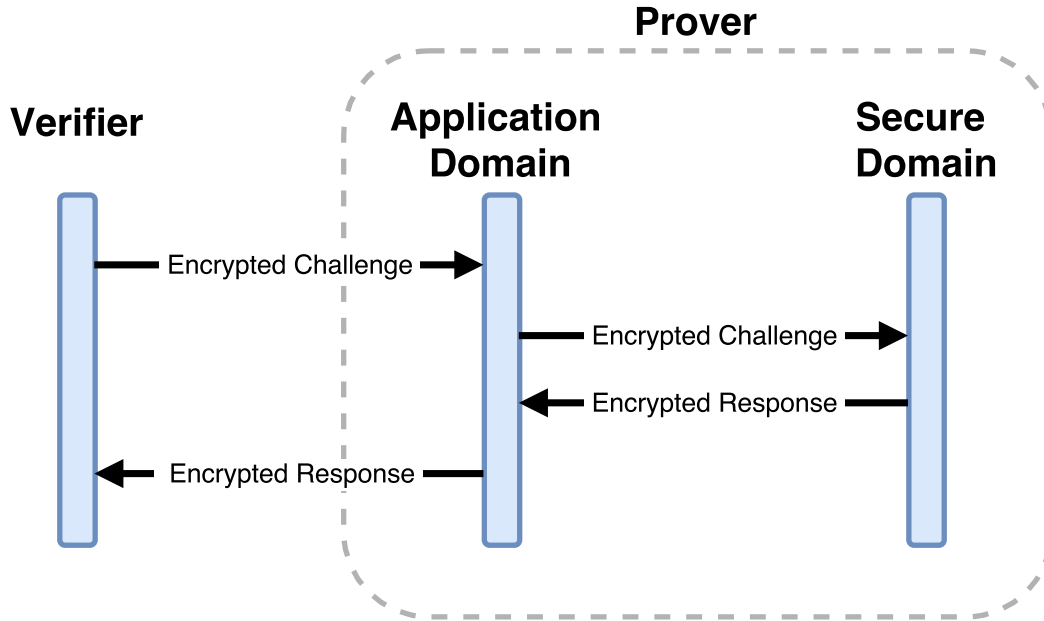 Prover
Verifier
Application
Domain
Secure
Domain
Encrypted Challenge
Encrypted Challenge
Encrypted Response
Encrypted Response